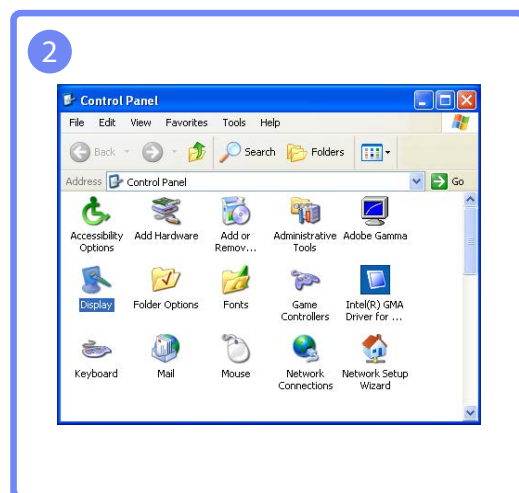 2
Control Panel
File Edit View Favorites Tools Help
Back Search Folders
Address Control Panel Go
Accessibility Options Add Hardware Add or Remov... Administrative Tools Adobe Gamma
Display Folder Options Fonts Game Controllers Intel(R) GMA Driver for ...
Keyboard Mail Mouse Network Connections Network Setup Wizard